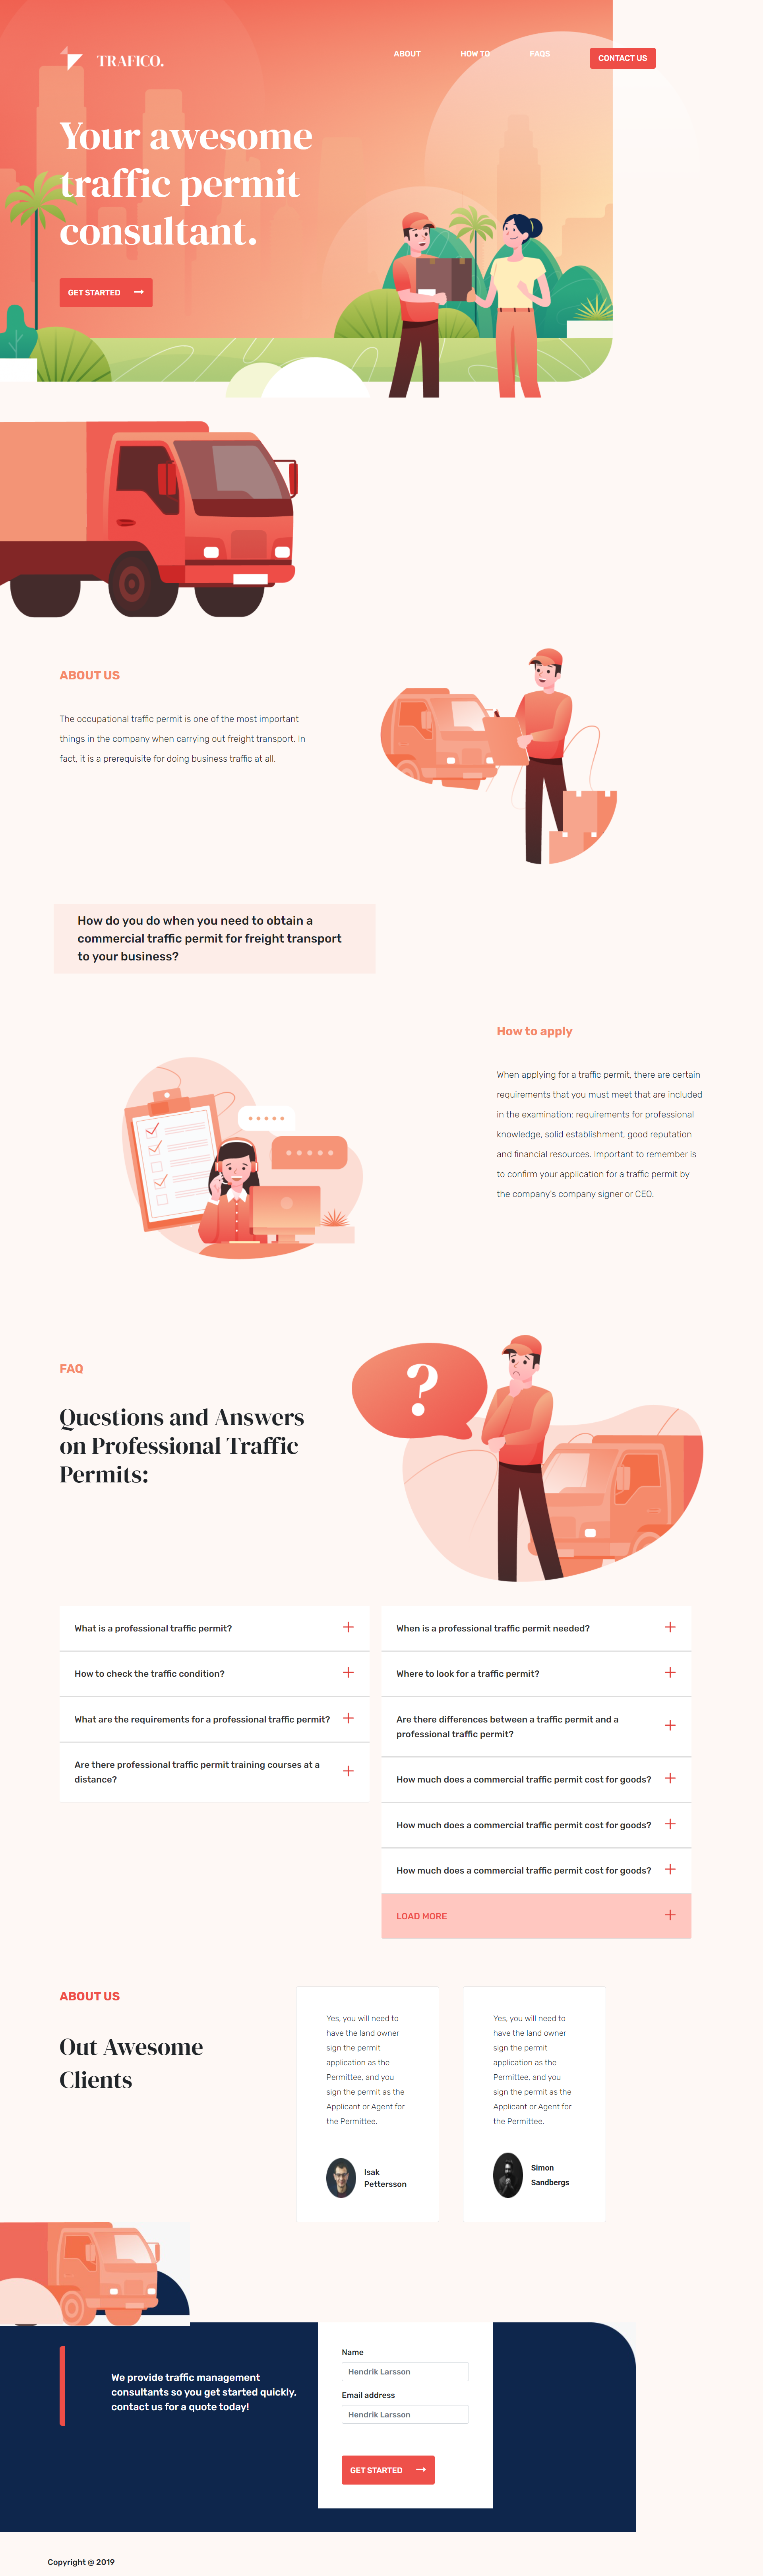 TRAFICO.
ABOUT
HOW TO
FAQS
CONTACT US
Your awesome
traffic permit
consultant.
GET STARTED
ABOUT US
The occupational traffic permit is one of the most important
things in the company when carrying out freight transport. In
fact, it is a prerequisite for doing business traffic at all.
How do you do when you need to obtain a
commercial traffic permit for freight transport
to your business?
How to apply
When applying for a traffic permit, there are certain
requirements that you must meet that are included
in the examination: requirements for professional
knowledge, solid establishment, good reputation
and financial resources. Important to remember is
to confirm your application for a traffic permit by
the company's company signer or CEO.
FAQ
Questions and Answers
on Professional Traffic
Permits:
?
What is a professional traffic permit?
How to check the traffic condition?
What are the requirements for a professional traffic permit?
Are there professional traffic permit training courses at a
distance?
When is a professional traffic permit needed?
Where to look for a traffic permit?
Are there differences between a traffic permit and a
professional traffic permit?
How much does a commercial traffic permit cost for goods?
How much does a commercial traffic permit cost for goods?
How much does a commercial traffic permit cost for goods?
LOAD MORE
ABOUT US
Out Awesome
Clients
Yes, you will need to
have the land owner
sign the permit
application as the
Permittee, and you
sign the permit as the
Applicant or Agent for
the Permittee.
Isak
Pettersson
Yes, you will need to
have the land owner
sign the permit
application as the
Permittee, and you
sign the permit as the
Applicant or Agent for
the Permittee.
Simon
Sandbergs
We provide traffic management
consultants so you get started quickly,
contact us for a quote today!
Name
Hendrik Larsson
Email address
Hendrik Larsson
GET STARTED
Copyright @ 2019